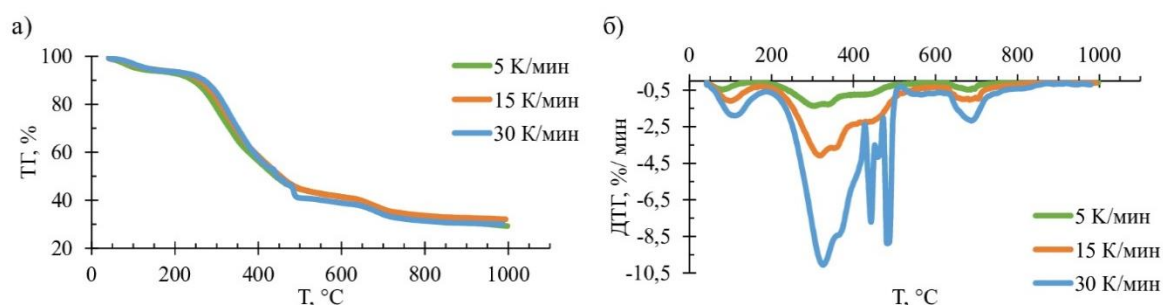 а)
100
80
60
40
20
ТГ, %
0 200 400 600 800 1000
T, °C
5 К/мин
15 К/мин
30 К/мин
б)
0 200 400 600 800 1000
-0,5
-2,5
-4,5
-6,5
-8,5
-10,5
ДТГ, %/ мин
T, °C
5 К/мин
15 К/мин
30 К/мин